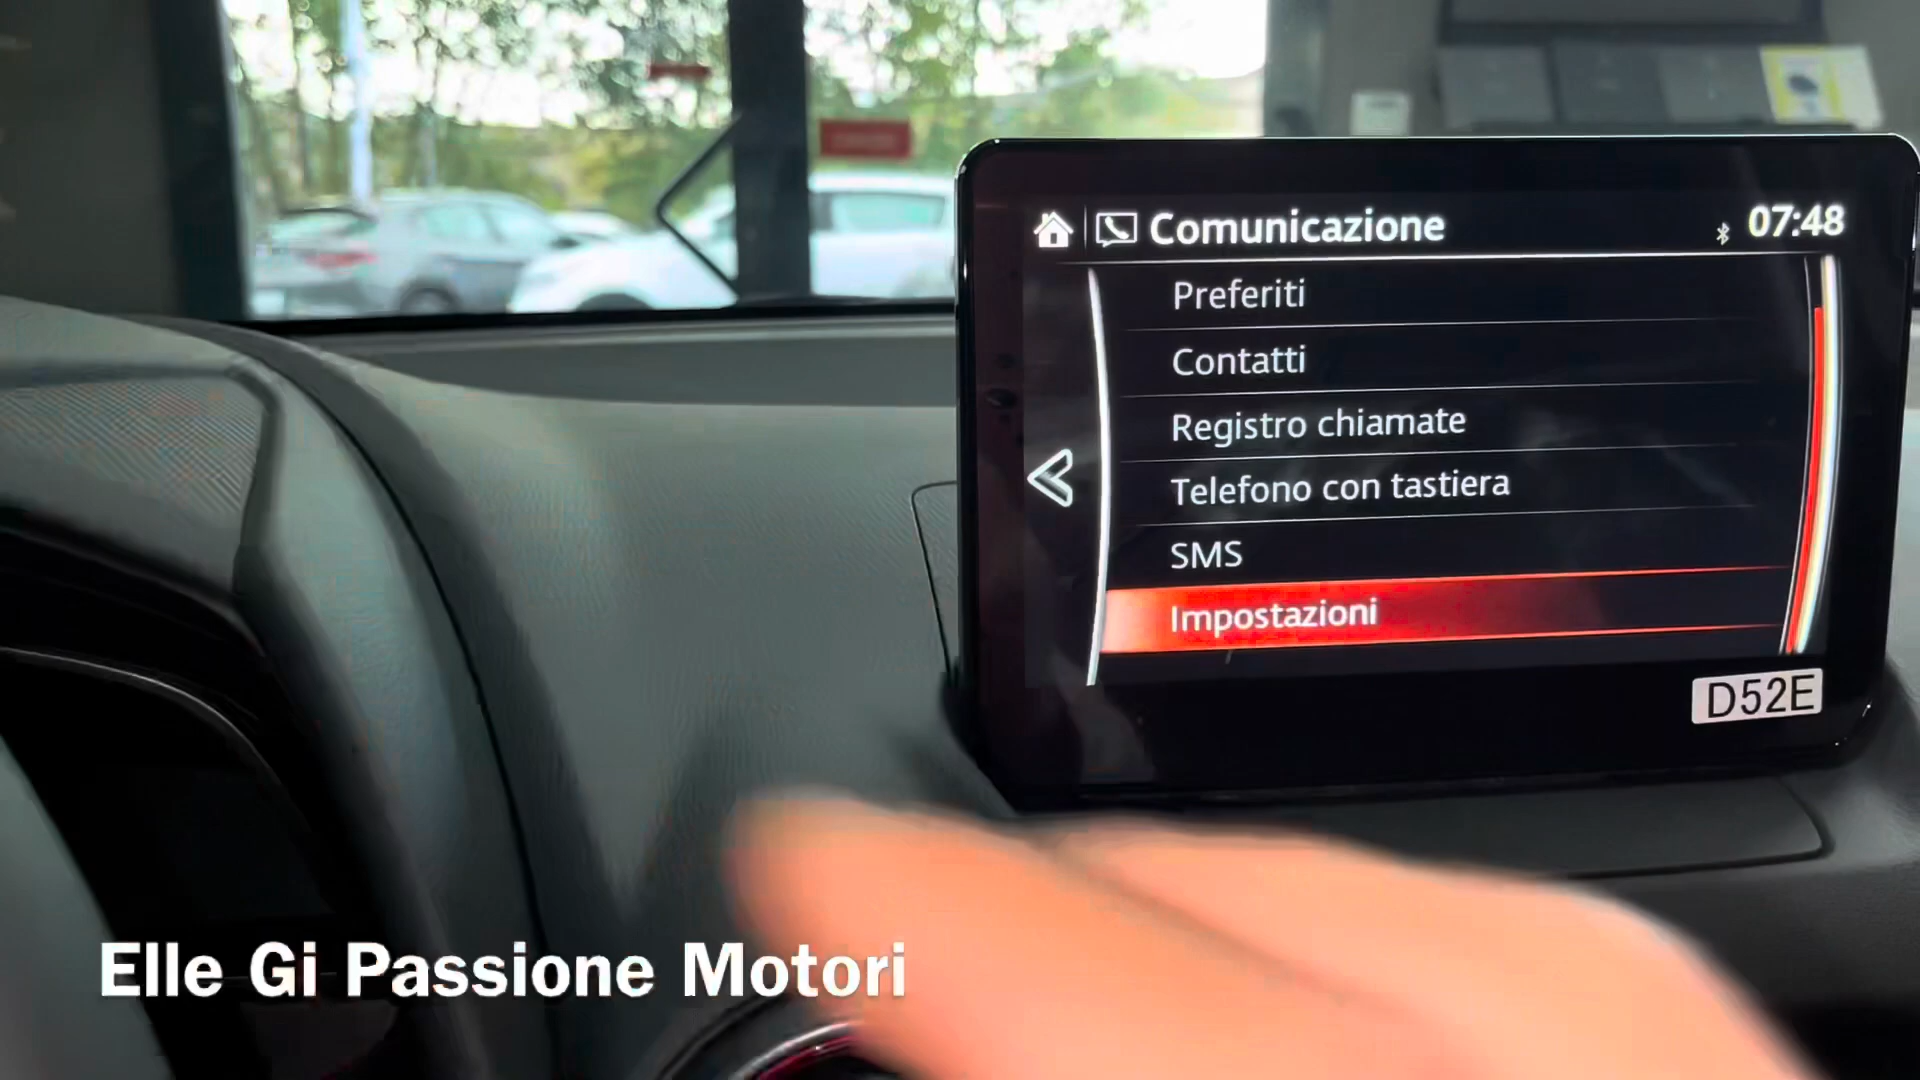 Comunicazione
07:48
Preferiti
Contatti
Registro chiamate
Telefono con tastiera
SMS
Impostazioni
D52E
Elle Gi Passione Motori